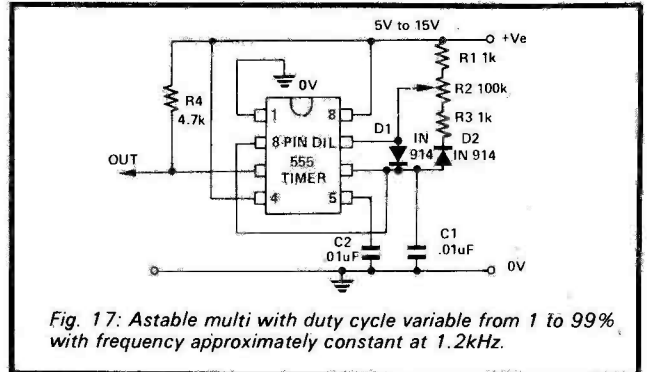 5V to 15V
+Ve
R1 1k
R2 100k
R3 1k
R4
4.7k
0V
1
8
8-PIN DIL
555
TIMER
4
5
D1
IN
914
D2
IN 914
OUT
C2
.01uF
C1
.01uF
0V
Fig. 17: Astable multi with duty cycle variable from 1 to 99%
with frequency approximately constant at 1.2kHz.